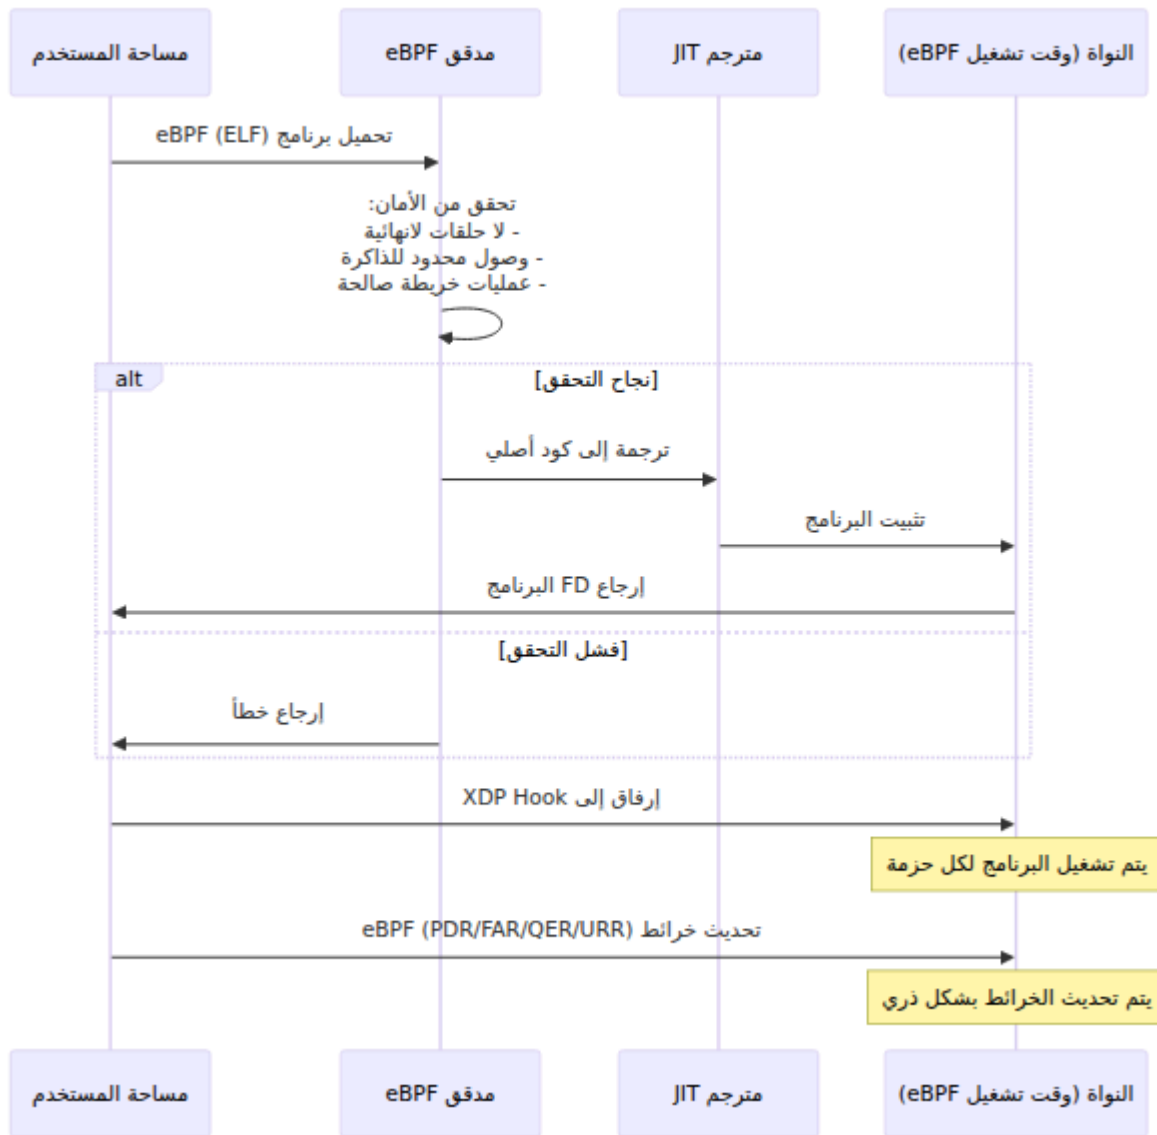 مساحة المستخدم
مدقق eBPF
مترجم JIT
النواة (وقت تشغيل eBPF)
تحميل برنامج eBPF (ELF)
تحقق من الأمان:
- لا حلقات لانهائية
- وصول محدود للذاكرة
- عمليات خريطة صالحة
alt
[نجاح التحقق]
ترجمة إلى كود أصلي
تثبيت البرنامج
إرجاع FD البرنامج
[فشل التحقق]
إرجاع خطأ
إرفاق إلى XDP Hook
يتم تشغيل البرنامج لكل حزمة
تحديث خرائط eBPF (PDR/FAR/QER/URR)
يتم تحديث الخرائط بشكل ذري
مساحة المستخدم
مدقق eBPF
مترجم JIT
النواة (وقت تشغيل eBPF)